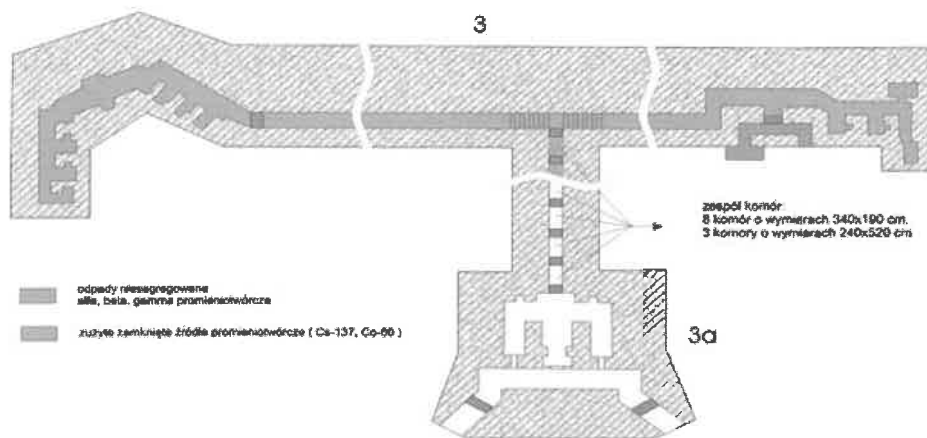 3
zespół komór:
8 komór o wymiarach 340x190 cm.
3 komory o wymiarach 240x520 cm
odpady niesegregowane
alfa, beta, gamma promieniotwórcze
zużyte zamknięte źródła promieniotwórcze ( Cs-137, Co-60 )
3a